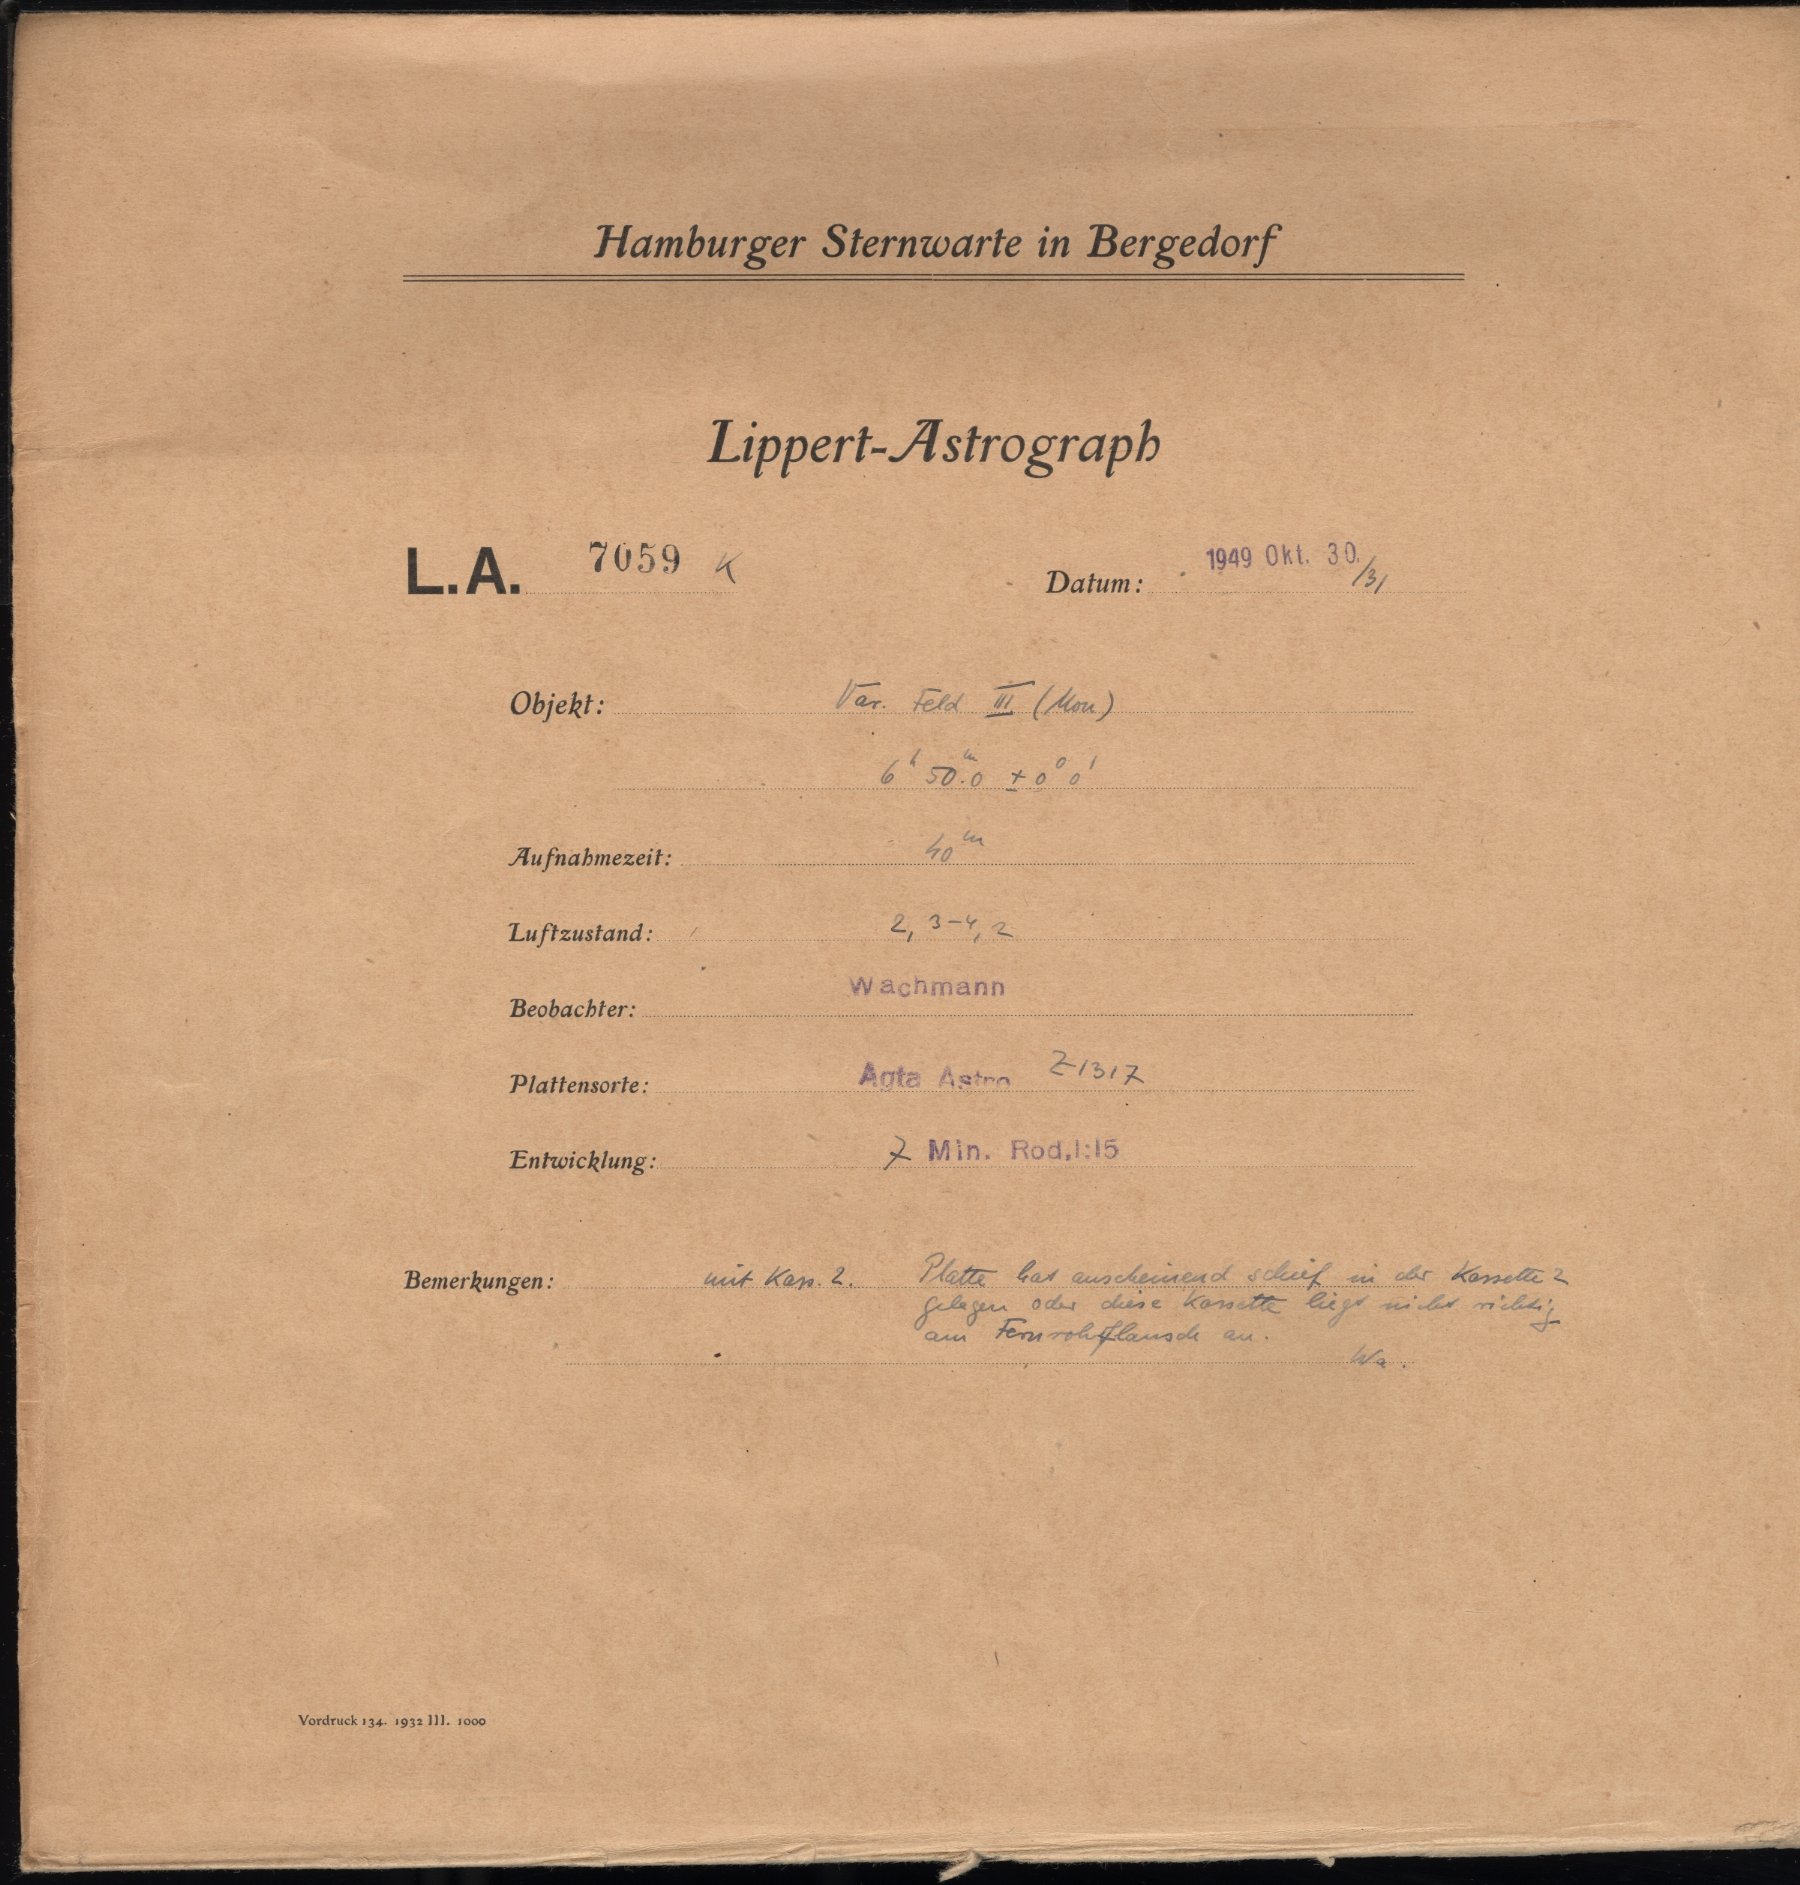 Hamburger Sternwarte in Bergedorf
Lippert-Astrograph
L.A. 7059 K Datum: 1949 Okt. 30./31
Objekt: Var. Feld III (Mon)
6h 50m.0 ± 0° 0'
Aufnahmezeit: 40m
Luftzustand: 2, 3-4, 2
Beobachter: Wachmann
Plattensorte: Agfa Astro Z1317
Entwicklung: 7 Min. Rod.1:15
Bemerkungen: mit Kass. 2. Platte hat anscheinend schief in der Kassette 2
gelegen oder diese Kassette liegt nicht richtig
am Fernrohrflansch an.
Wa.
Vordruck 134. 1932 III. 1000